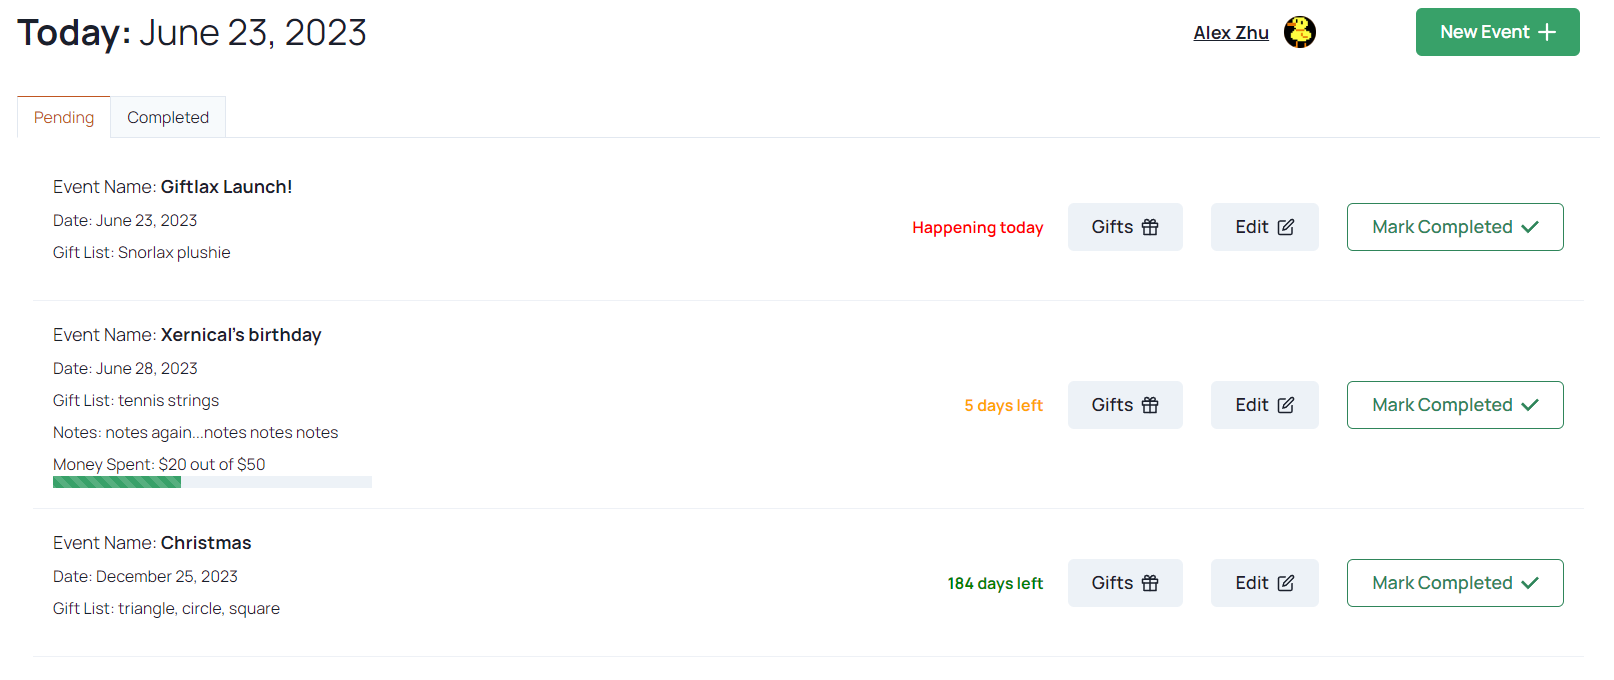 Today: June 23, 2023
Alex Zhu
New Event
Pending
Completed
Event Name: Giftlax Launch!
Date: June 23, 2023
Gift List: Snorlax plushie
Happening today
Gifts
Edit
Mark Completed
Event Name: Xernical's birthday
Date: June 28, 2023
Gift List: tennis strings
Notes: notes again...notes notes notes
Money Spent: $20 out of $50
5 days left
Gifts
Edit
Mark Completed
Event Name: Christmas
Date: December 25, 2023
Gift List: triangle, circle, square
184 days left
Gifts
Edit
Mark Completed